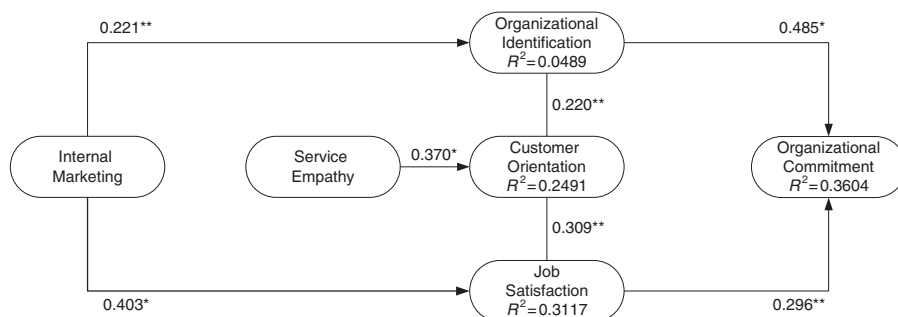 0.221**
Organizational
Identification
R²=0.0489
0.485*
0.220**
Internal
Marketing
Service
Empathy
0.370*
Customer
Orientation
R²=0.2491
Organizational
Commitment
R²=0.3604
0.309**
0.403*
Job
Satisfaction
R²=0.3117
0.296**